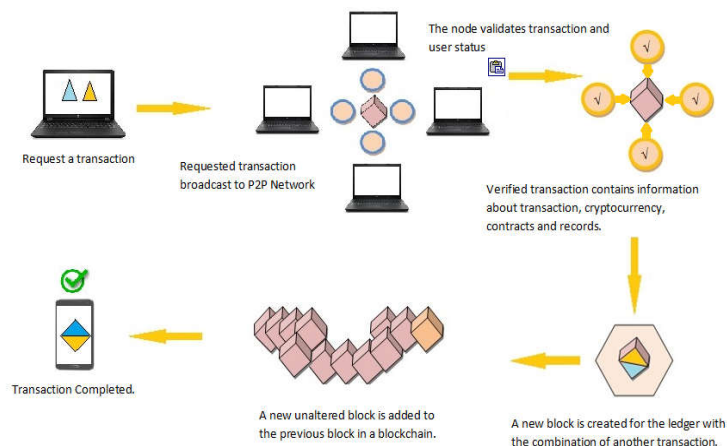 The node validates transaction and
user status
Request a transaction
Requested transaction
broadcast to P2P Network
√
√
√
√
Verified transaction contains information
about transaction, cryptocurrency,
contracts and records.
A new block is created for the ledger with
the combination of another transaction.
A new unaltered block is added to
the previous block in a blockchain.
Transaction Completed.